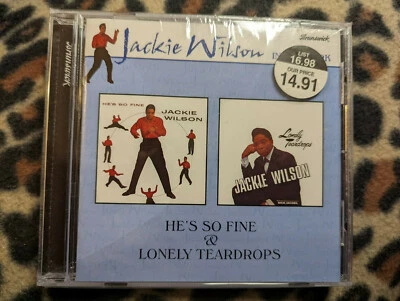 Brunswick
Jackie Wilson
Brunswick
LIST
16.98
OUR PRICE
14.91
HE'S SO FINE
JACKIE
WILSON
Lonely
Teardrops
JACKIE WILSON
HE'S SO FINE
&
LONELY TEARDROPS